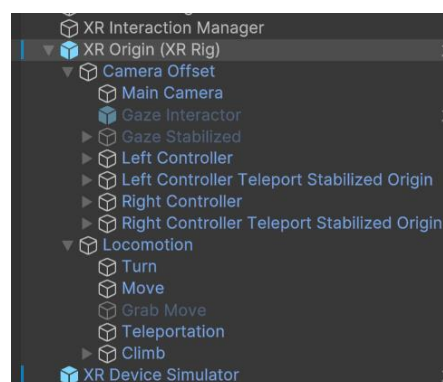 XR Interaction Manager
XR Origin (XR Rig)
Camera Offset
Main Camera
Gaze Interactor
Gaze Stabilized
Left Controller
Left Controller Teleport Stabilized Origin
Right Controller
Right Controller Teleport Stabilized Origin
Locomotion
Turn
Move
Grab Move
Teleportation
Climb
XR Device Simulator